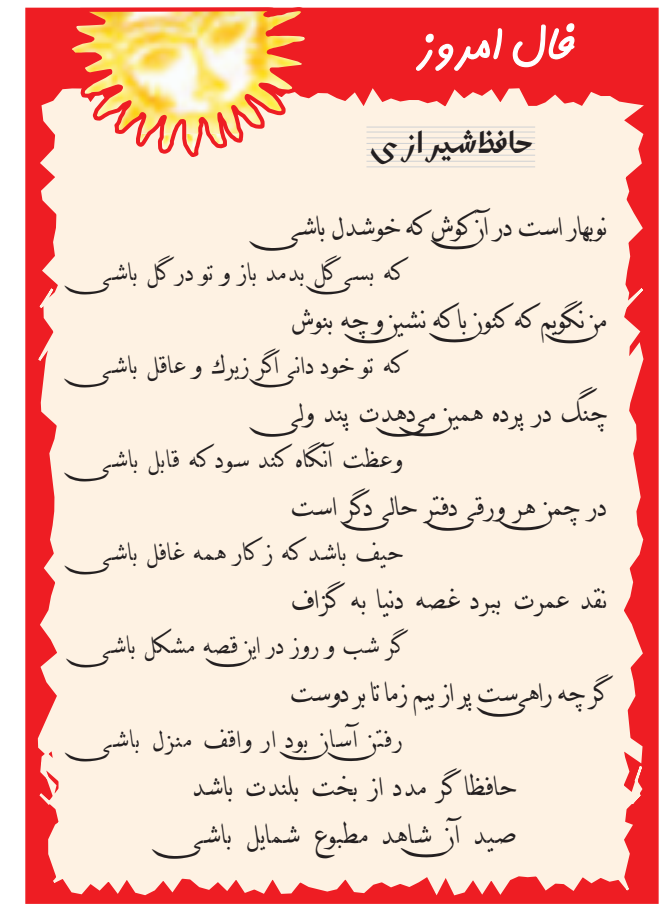 فال امروز
حافظ شیرازی
نوبهار است در آن کوش که خوشدل باشی
که بسی گل بدمد باز و تو در گل باشی
من نگویم که کنون با که نشین و چه بنوش
که تو خود دانی اگر زیرك و عاقل باشی
چنگ در پرده همین می‌دهدت پند ولی
وعظت آنگاه کند سود که قابل باشی
در چمن هر ورقی دفتر حالی دگر است
حیف باشد که ز کار همه غافل باشی
نقد عمرت ببرد غصه دنیا به گزاف
گر شب و روز در این قصه مشکل باشی
گر چه راهی‌ست پر از بیم ز ما تا بر دوست
رفتن آسان بود ار واقف منزل باشی
حافظا گر مدد از بخت بلندت باشد
صید آن شاهد مطبوع شمایل باشی